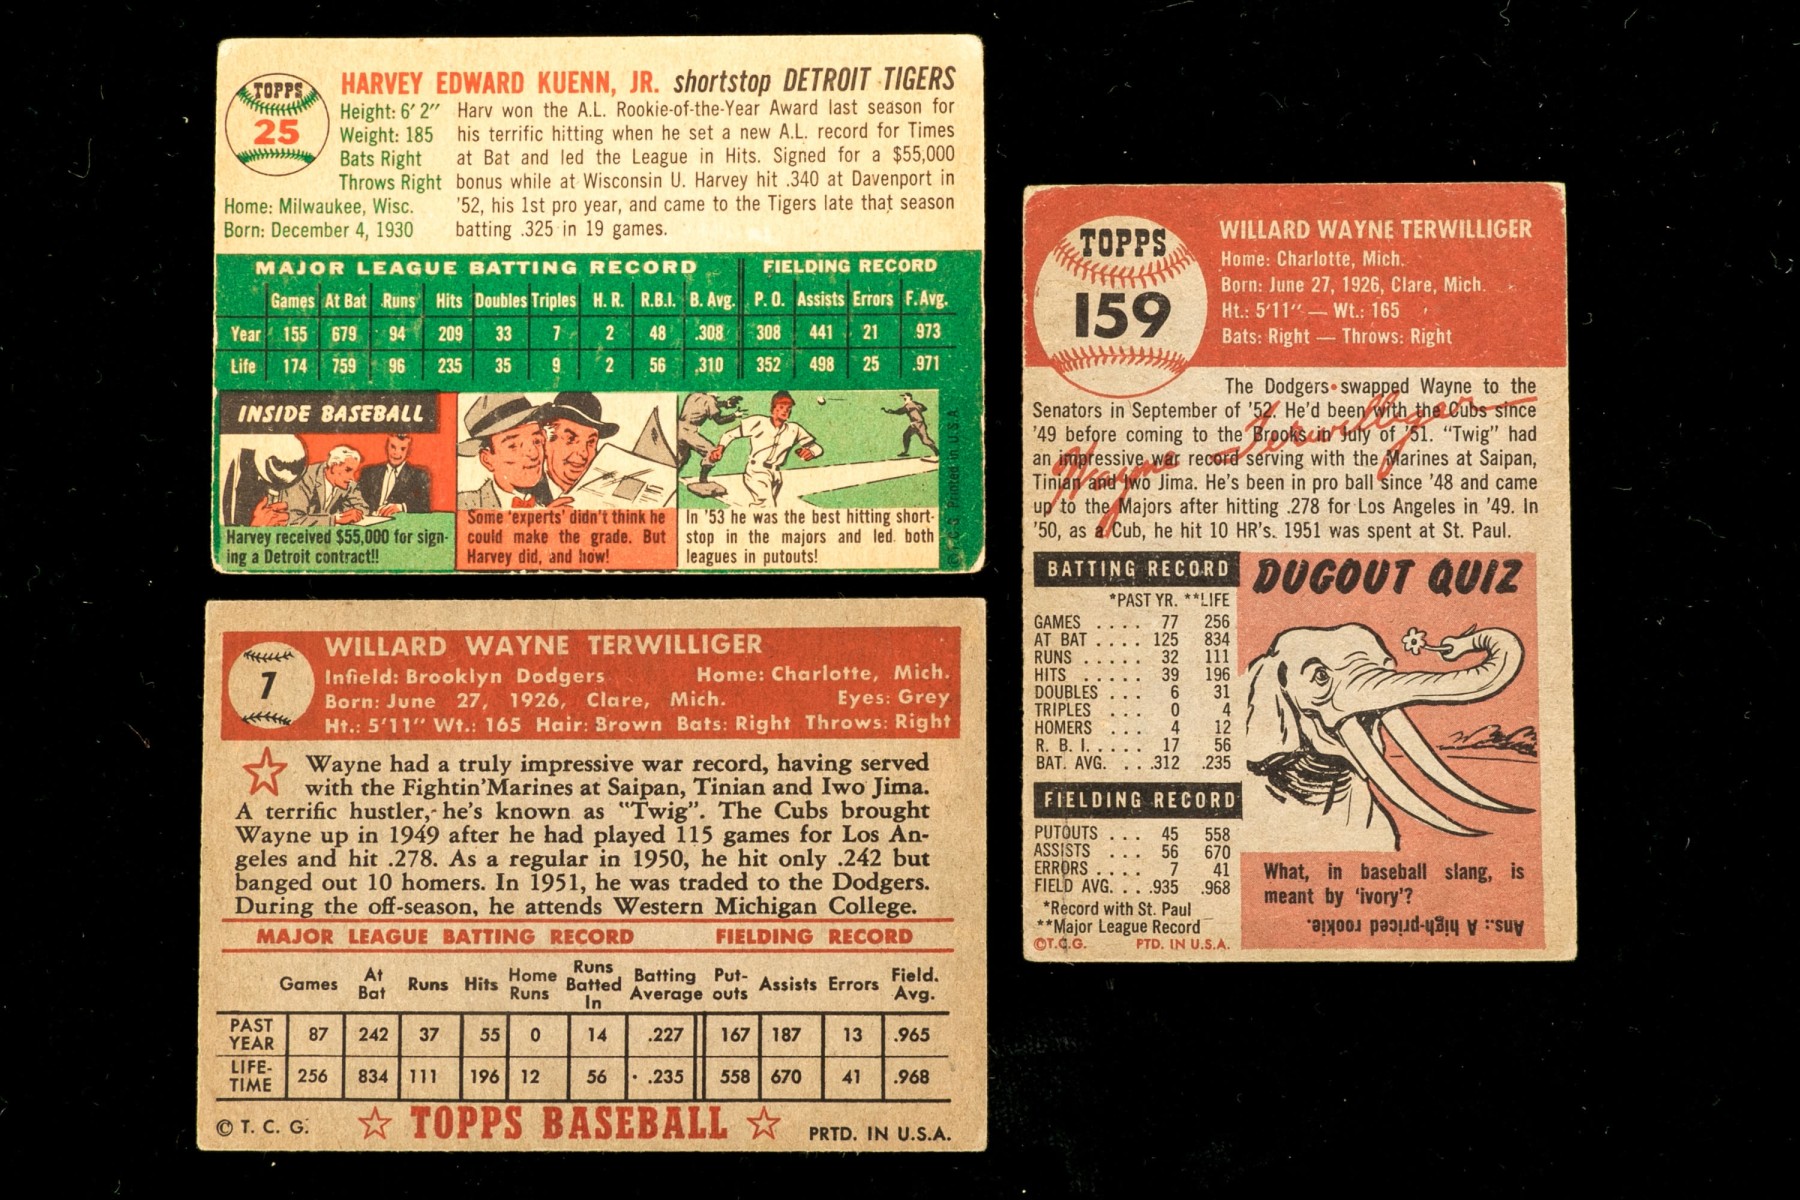 TOPPS
25
HARVEY EDWARD KUENN, JR. shortstop DETROIT TIGERS
Height: 6' 2"
Weight: 185
Bats Right
Throws Right
Home: Milwaukee, Wisc.
Born: December 4, 1930
Harv won the A.L. Rookie-of-the-Year Award last season for
his terrific hitting when he set a new A.L. record for Times
at Bat and led the League in Hits. Signed for a $55,000
bonus while at Wisconsin U. Harvey hit .340 at Davenport in
'52, his 1st pro year, and came to the Tigers late that season
batting .325 in 19 games.
MAJOR LEAGUE BATTING RECORD FIELDING RECORD
Games At Bat Runs Hits Doubles Triples H. R. R.B.I. B. Avg. P. O. Assists Errors F. Avg.
Year 155 679 94 209 33 7 2 48 .308 308 441 21 .973
Life 174 759 96 235 35 9 2 56 .310 352 498 25 .971
INSIDE BASEBALL
Harvey received $55,000 for sign-
ing a Detroit contract!!
Some 'experts' didn't think he
could make the grade. But
Harvey did, and how!
In '53 he was the best hitting short-
stop in the majors and led both
leagues in putouts!
© T.C.G. Printed in U.S.A.
7
WILLARD WAYNE TERWILLIGER
Infield: Brooklyn Dodgers Home: Charlotte, Mich.
Born: June 27, 1926, Clare, Mich. Eyes: Grey
Ht.: 5'11" Wt.: 165 Hair: Brown Bats: Right Throws: Right
Wayne had a truly impressive war record, having served
with the Fightin' Marines at Saipan, Tinian and Iwo Jima.
A terrific hustler, he's known as "Twig". The Cubs brought
Wayne up in 1949 after he had played 115 games for Los An-
geles and hit .278. As a regular in 1950, he hit only .242 but
banged out 10 homers. In 1951, he was traded to the Dodgers.
During the off-season, he attends Western Michigan College.
MAJOR LEAGUE BATTING RECORD FIELDING RECORD
Games At Bat Runs Hits Home Runs Runs Batted In Batting Average Put-outs Assists Errors Field. Avg.
PAST YEAR 87 242 37 55 0 14 .227 167 187 13 .965
LIFE-TIME 256 834 111 196 12 56 .235 558 670 41 .968
© T. C. G. TOPPS BASEBALL PRTD. IN U.S.A.
TOPPS
159
WILLARD WAYNE TERWILLIGER
Home: Charlotte, Mich.
Born: June 27, 1926, Clare, Mich.
Ht.: 5'11" — Wt.: 165
Bats: Right — Throws: Right
The Dodgers swapped Wayne to the
Senators in September of '52. He'd been with the Cubs since
'49 before coming to the Brooks in July of '51. "Twig" had
an impressive war record serving with the Marines at Saipan,
Tinian and Iwo Jima. He's been in pro ball since '48 and came
up to the Majors after hitting .278 for Los Angeles in '49. In
'50, as a Cub, he hit 10 HR's. 1951 was spent at St. Paul.
Wayne Terwilliger
BATTING RECORD
*PAST YR. **LIFE
GAMES . . . . 77 256
AT BAT . . . . 125 834
RUNS . . . . . 32 111
HITS . . . . . 39 196
DOUBLES . . . 6 31
TRIPLES . . . 0 4
HOMERS . . . 4 12
R. B. I. . . . . 17 56
BAT. AVG. . . .312 .235
FIELDING RECORD
PUTOUTS . . . 45 558
ASSISTS . . . 56 670
ERRORS . . . . 7 41
FIELD AVG. . . .935 .968
*Record with St. Paul
**Major League Record
©T.C.G. PTD. IN U.S.A.
DUGOUT QUIZ
What, in baseball slang, is
meant by 'ivory'?
Ans.: A high-priced rookie.